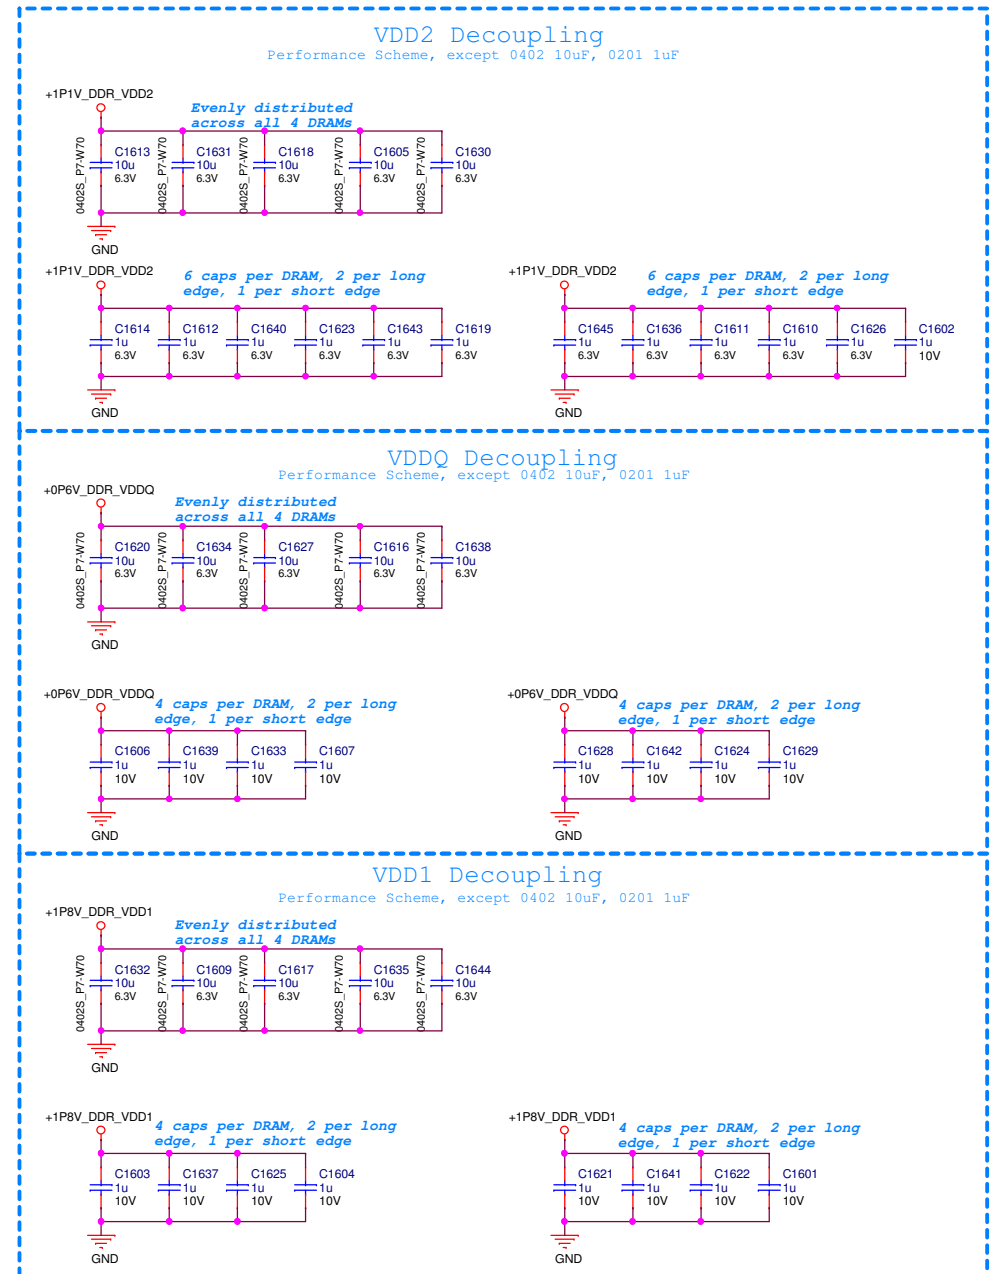 VDD2 Decoupling
Performance Scheme, except 0402 10uF, 0201 1uF
+1P1V_DDR_VDD2
Evenly distributed
across all 4 DRAMs
0402S_P7-W70
C1613
10u
6.3V
0402S_P7-W70
C1631
10u
6.3V
0402S_P7-W70
C1618
10u
6.3V
0402S_P7-W70
C1605
10u
6.3V
0402S_P7-W70
C1630
10u
6.3V
GND
+1P1V_DDR_VDD2
6 caps per DRAM, 2 per long
edge, 1 per short edge
C1614
1u
6.3V
C1612
1u
6.3V
C1640
1u
6.3V
C1623
1u
6.3V
C1643
1u
6.3V
C1619
1u
6.3V
GND
+1P1V_DDR_VDD2
6 caps per DRAM, 2 per long
edge, 1 per short edge
C1645
1u
6.3V
C1636
1u
6.3V
C1611
1u
6.3V
C1610
1u
6.3V
C1626
1u
6.3V
C1602
1u
10V
GND
VDDQ Decoupling
Performance Scheme, except 0402 10uF, 0201 1uF
+0P6V_DDR_VDDQ
Evenly distributed
across all 4 DRAMs
0402S_P7-W70
C1620
10u
6.3V
0402S_P7-W70
C1634
10u
6.3V
0402S_P7-W70
C1627
10u
6.3V
0402S_P7-W70
C1616
10u
6.3V
0402S_P7-W70
C1638
10u
6.3V
GND
+0P6V_DDR_VDDQ
4 caps per DRAM, 2 per long
edge, 1 per short edge
C1606
1u
10V
C1639
1u
10V
C1633
1u
10V
C1607
1u
10V
GND
+0P6V_DDR_VDDQ
4 caps per DRAM, 2 per long
edge, 1 per short edge
C1628
1u
10V
C1642
1u
10V
C1624
1u
10V
C1629
1u
10V
GND
VDD1 Decoupling
Performance Scheme, except 0402 10uF, 0201 1uF
+1P8V_DDR_VDD1
Evenly distributed
across all 4 DRAMs
0402S_P7-W70
C1632
10u
6.3V
0402S_P7-W70
C1609
10u
6.3V
0402S_P7-W70
C1617
10u
6.3V
0402S_P7-W70
C1635
10u
6.3V
0402S_P7-W70
C1644
10u
6.3V
GND
+1P8V_DDR_VDD1
4 caps per DRAM, 2 per long
edge, 1 per short edge
C1603
1u
10V
C1637
1u
10V
C1625
1u
10V
C1604
1u
10V
GND
+1P8V_DDR_VDD1
4 caps per DRAM, 2 per long
edge, 1 per short edge
C1621
1u
10V
C1641
1u
10V
C1622
1u
10V
C1601
1u
10V
GND